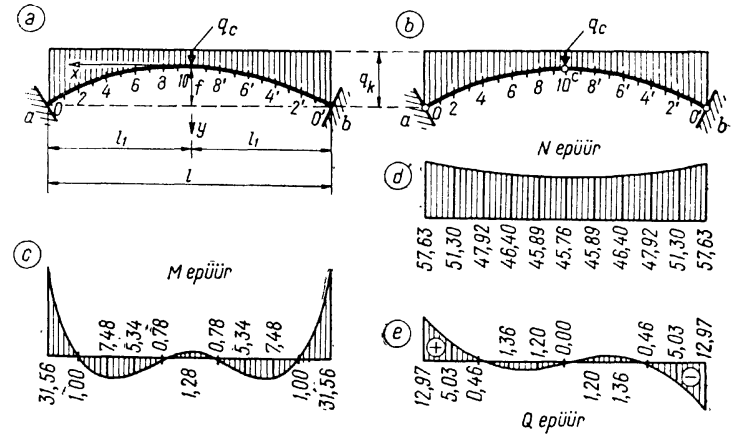 a
q_c
x
0 2 4 6 8 10 8' 6' 4' 2' 0'
f
a
b
y
l₁
l₁
l
q_k
b
q_c
c
0 2 4 6 8 10 8' 6' 4' 2' 0'
a
b
N epüür
d
57,63 51,30 47,92 46,40 45,89 45,76 45,89 46,40 47,92 51,30 57,63
c
M epüür
7,48 5,34 0,78 0,78 5,34 7,48
31,56 1,00 1,28 1,00 31,56
e
1,36 1,20 0,00 0,46 5,03 12,97
+
−
12,97 5,03 0,46 1,20 1,36
Q epüür